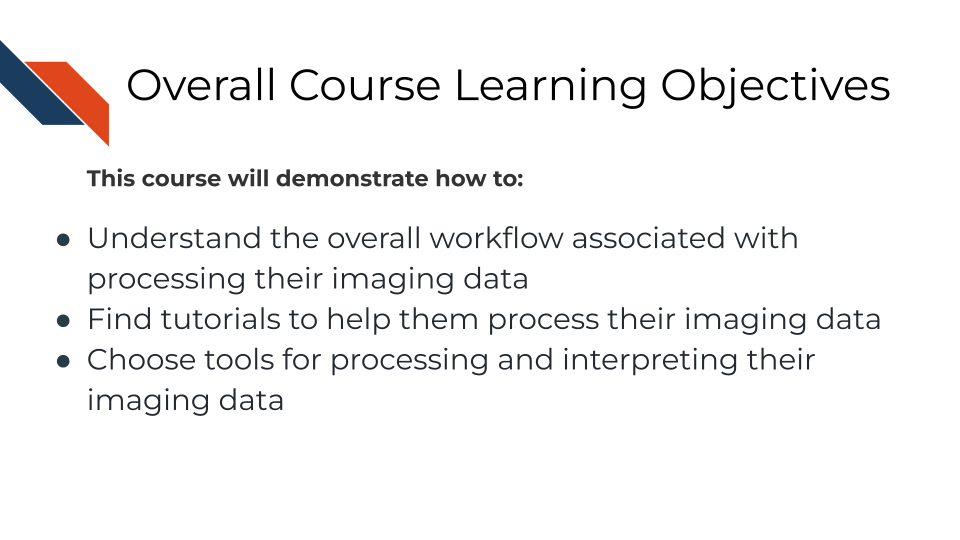 Overall Course Learning Objectives
This course will demonstrate how to:
● Understand the overall workflow associated with
processing their imaging data
● Find tutorials to help them process their imaging data
● Choose tools for processing and interpreting their
imaging data